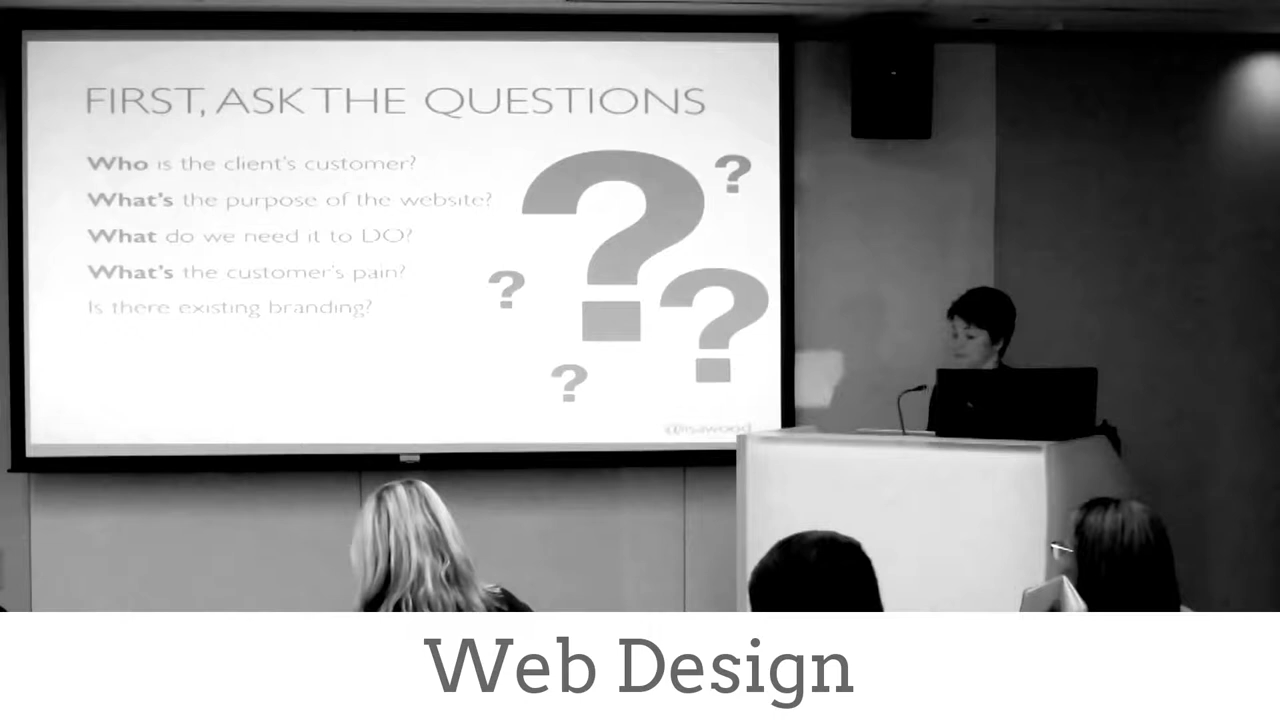 FIRST, ASK THE QUESTIONS
Who is the client's customer?
What's the purpose of the website?
What do we need it to DO?
What's the customer's pain?
Is there existing branding?
? ? ? ? ?
@lisawood
Web Design